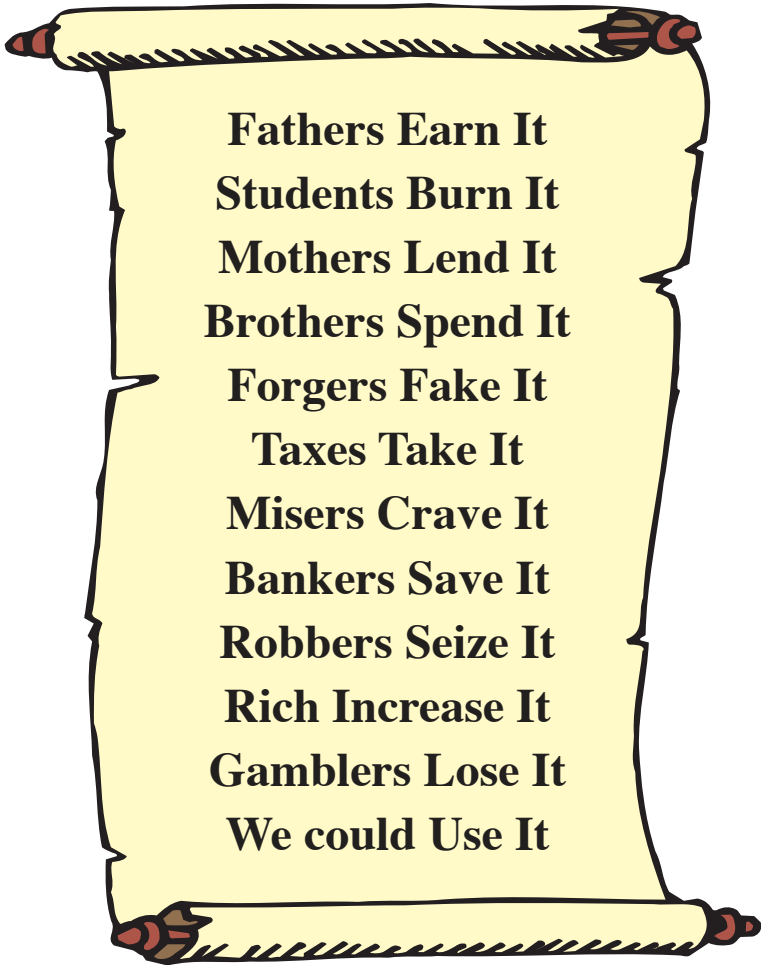 Fathers Earn It
Students Burn It
Mothers Lend It
Brothers Spend It
Forgers Fake It
Taxes Take It
Misers Crave It
Bankers Save It
Robbers Seize It
Rich Increase It
Gamblers Lose It
We could Use It